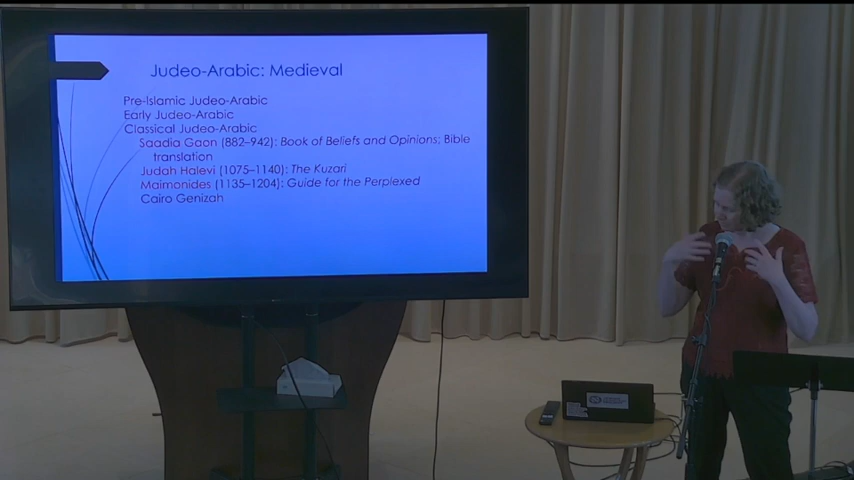 Judeo-Arabic: Medieval
Pre-Islamic Judeo-Arabic
Early Judeo-Arabic
Classical Judeo-Arabic
Saadia Gaon (882–942): Book of Beliefs and Opinions; Bible
translation
Judah Halevi (1075–1140): The Kuzari
Maimonides (1135–1204): Guide for the Perplexed
Cairo Genizah